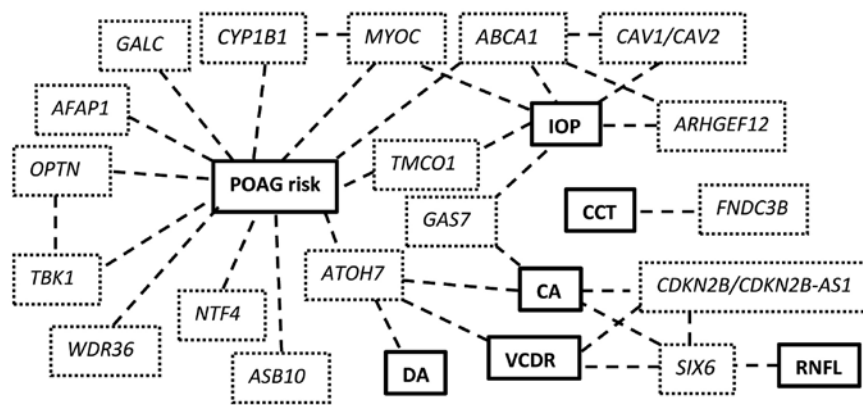 CYP1B1
MYOC
ABCA1
CAV1/CAV2
GALC
AFAP1
IOP
ARHGEF12
OPTN
POAG risk
TMCO1
CCT
FNDC3B
GAS7
TBK1
ATOH7
CA
CDKN2B/CDKN2B-AS1
NTF4
WDR36
ASB10
DA
VCDR
SIX6
RNFL